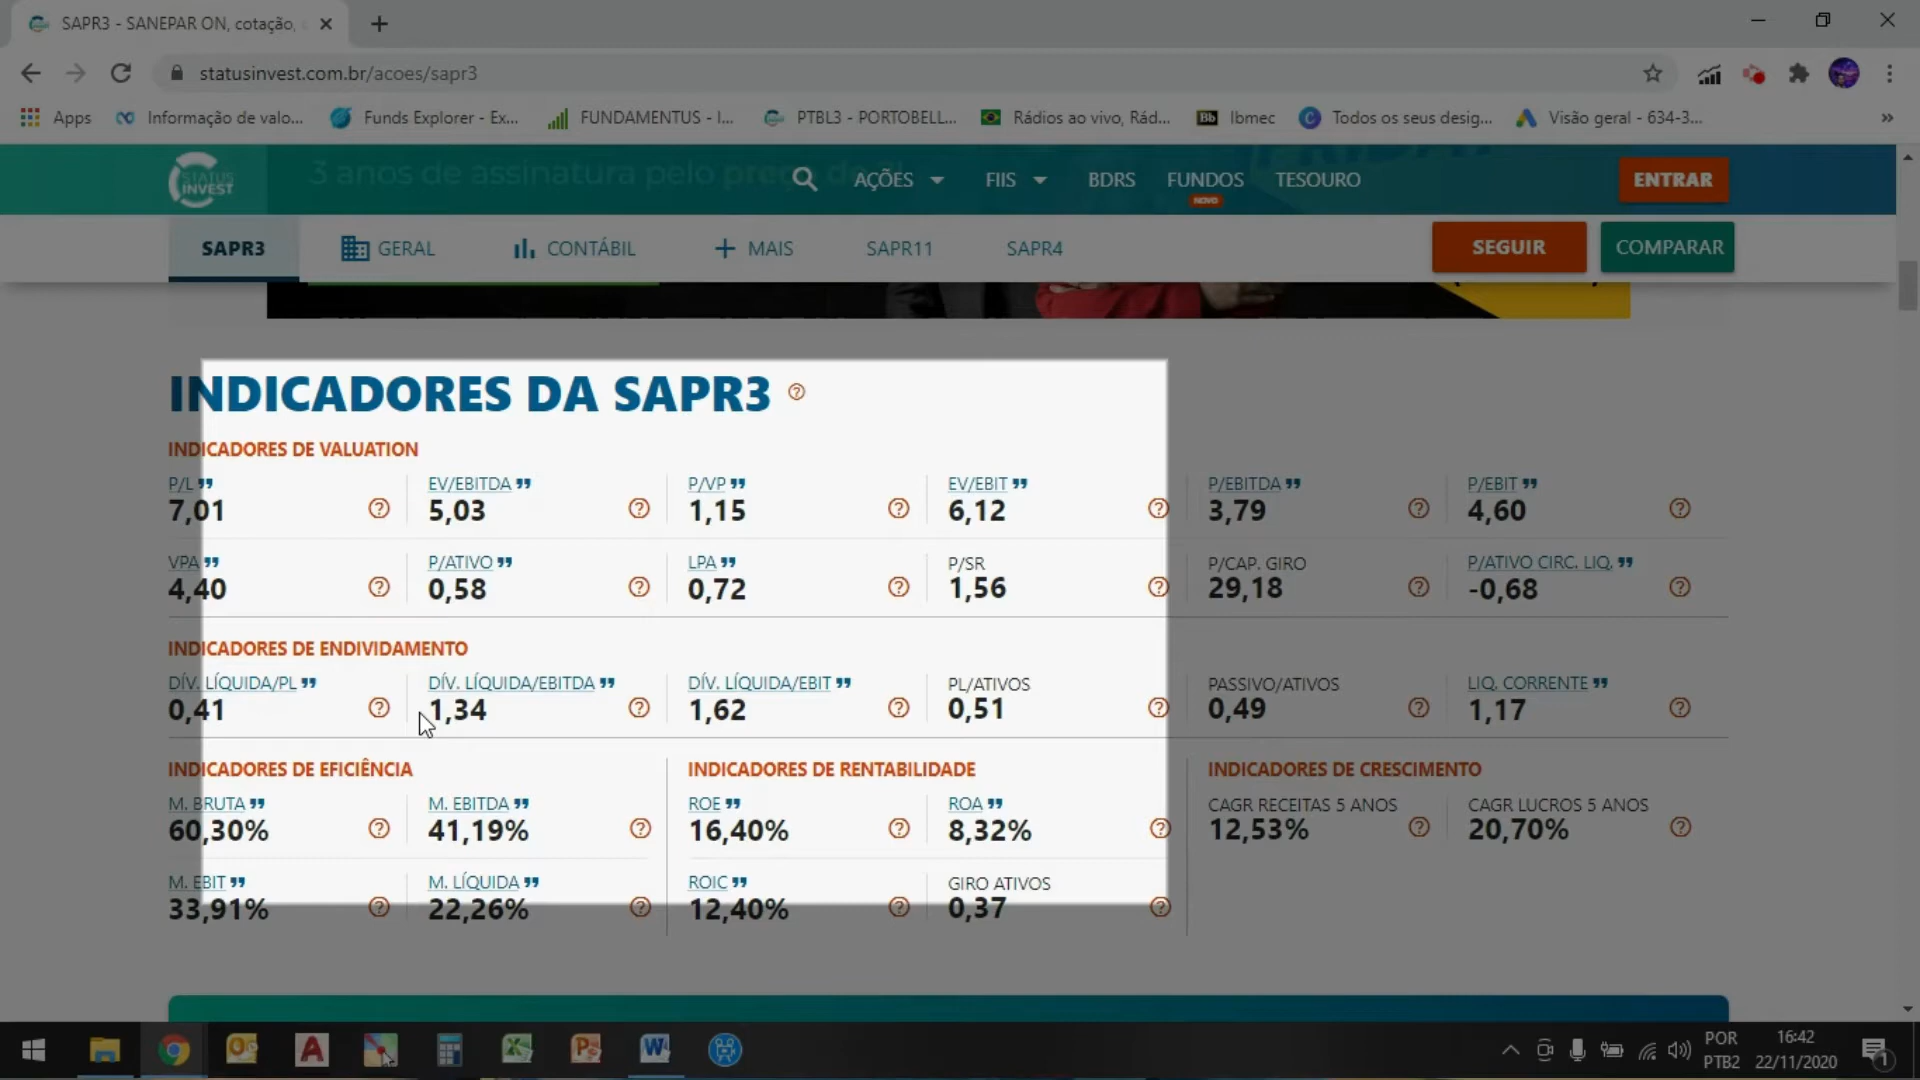 SAPR3 - SANEPAR ON, cotação,
statusinvest.com.br/acoes/sapr3
Apps
Informação de valo...
Funds Explorer - Ex...
FUNDAMENTUS - I...
PTBL3 - PORTOBELL...
Rádios ao vivo, Rád...
Bb
Ibmec
Todos os seus desig...
Visão geral - 634-3...
»
STATUS
INVEST
3 anos de assinatura pelo preço de
AÇÕES
FIIS
BDRS
FUNDOS
NOVO
TESOURO
ENTRAR
SAPR3
GERAL
CONTÁBIL
MAIS
SAPR11
SAPR4
SEGUIR
COMPARAR
INDICADORES DA SAPR3
INDICADORES DE VALUATION
P/L
7,01
EV/EBITDA
5,03
P/VP
1,15
EV/EBIT
6,12
P/EBITDA
3,79
P/EBIT
4,60
VPA
4,40
P/ATIVO
0,58
LPA
0,72
P/SR
1,56
P/CAP. GIRO
29,18
P/ATIVO CIRC. LIQ.
-0,68
INDICADORES DE ENDIVIDAMENTO
DÍV. LÍQUIDA/PL
0,41
DÍV. LÍQUIDA/EBITDA
1,34
DÍV. LÍQUIDA/EBIT
1,62
PL/ATIVOS
0,51
PASSIVO/ATIVOS
0,49
LIQ. CORRENTE
1,17
INDICADORES DE EFICIÊNCIA
M. BRUTA
60,30%
M. EBITDA
41,19%
M. EBIT
33,91%
M. LÍQUIDA
22,26%
INDICADORES DE RENTABILIDADE
ROE
16,40%
ROA
8,32%
ROIC
12,40%
GIRO ATIVOS
0,37
INDICADORES DE CRESCIMENTO
CAGR RECEITAS 5 ANOS
12,53%
CAGR LUCROS 5 ANOS
20,70%
POR
PTB2
16:42
22/11/2020
1